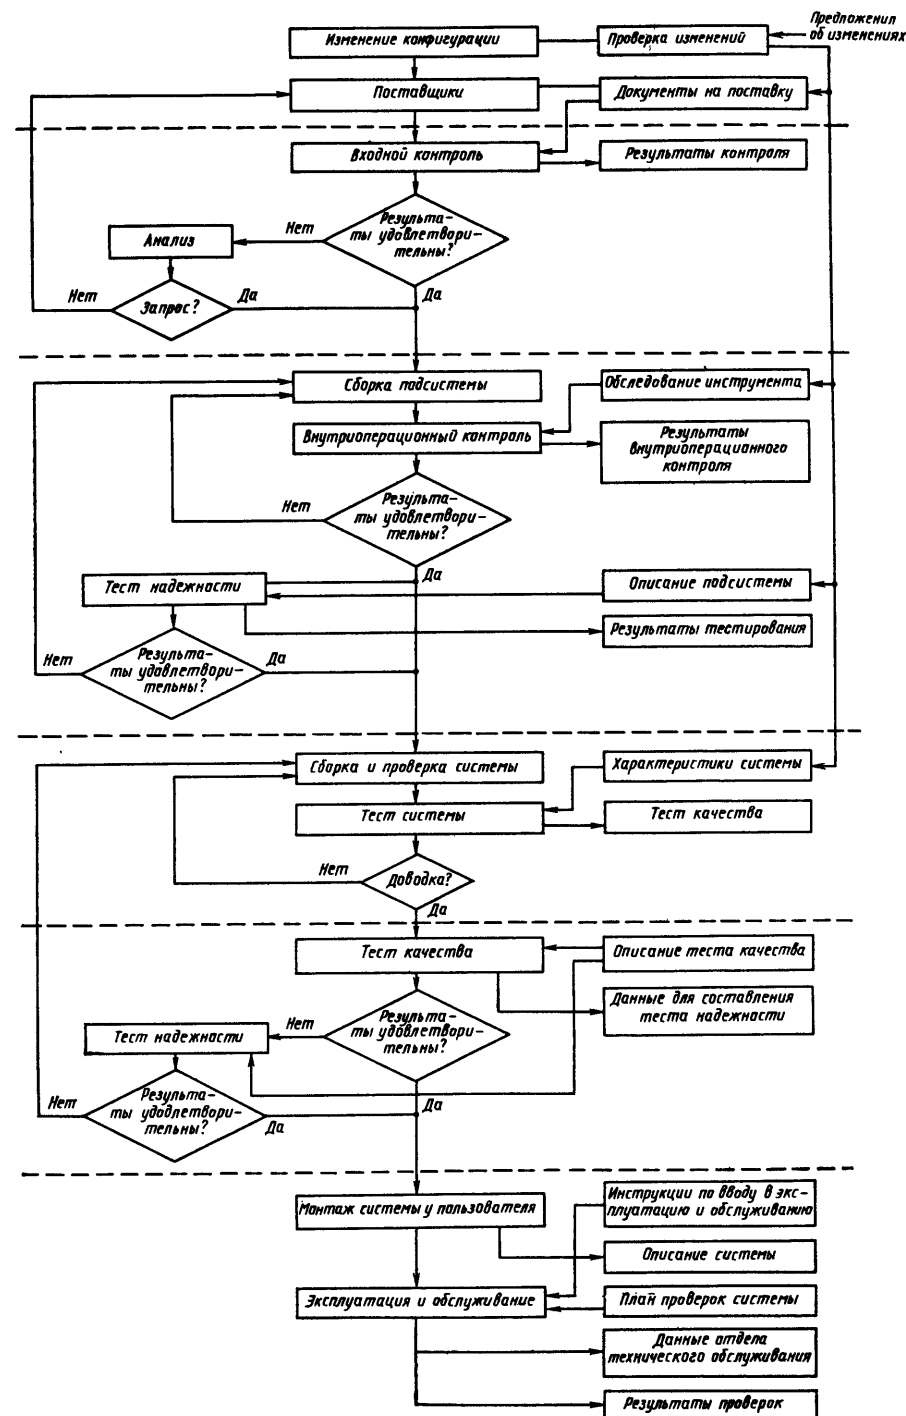 Предложения
об изменениях
Изменение конфигурации
Проверка изменений
Поставщики
Документы на поставку
Входной контроль
Результаты контроля
Результа-
ты удовлетвори-
тельны?
Нет
Анализ
Да
Нет
Запрос?
Да
Сборка подсистемы
Обследование инструмента
Внутриоперационный контроль
Результаты
внутриоперационного
контроля
Нет
Результа-
ты удовлетвори-
тельны?
Да
Тест надежности
Описание подсистемы
Результаты тестирования
Нет
Результа-
ты удовлетвори-
тельны?
Да
Сборка и проверка системы
Характеристики системы
Тест системы
Тест качества
Нет
Доводка?
Да
Тест качества
Описание теста качества
Данные для составления
теста надежности
Нет
Результа-
ты удовлетвори-
тельны?
Тест надежности
Да
Нет
Результа-
ты удовлетвори-
тельны?
Да
Монтаж системы у пользователя
Инструкции по вводу в экс-
плуатацию и обслуживанию
Описание системы
Эксплуатация и обслуживание
План проверок системы
Данные отдела
технического обслуживания
Результаты проверок